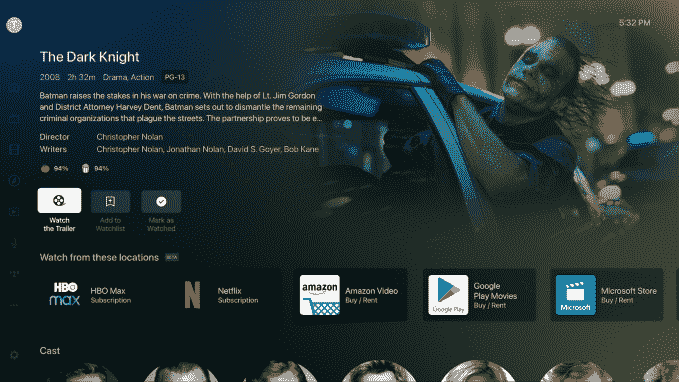 5:32 PM
The Dark Knight
2008 2h 32m Drama, Action PG-13
Batman raises the stakes in his war on crime. With the help of Lt. Jim Gordon
and District Attorney Harvey Dent, Batman sets out to dismantle the remaining
criminal organizations that plague the streets. The partnership proves to be e...
Director Christopher Nolan
Writers Christopher Nolan, Jonathan Nolan, David S. Goyer, Bob Kane
94% 94%
Watch
the Trailer
Add to
Watchlist
Mark as
Watched
Watch from these locations BETA
HBO
max
HBO Max
Subscription
N
Netflix
Subscription
amazon
Amazon Video
Buy / Rent
Google Play
Google
Play Movies
Buy / Rent
Microsoft
Microsoft Store
Buy / Rent
Cast